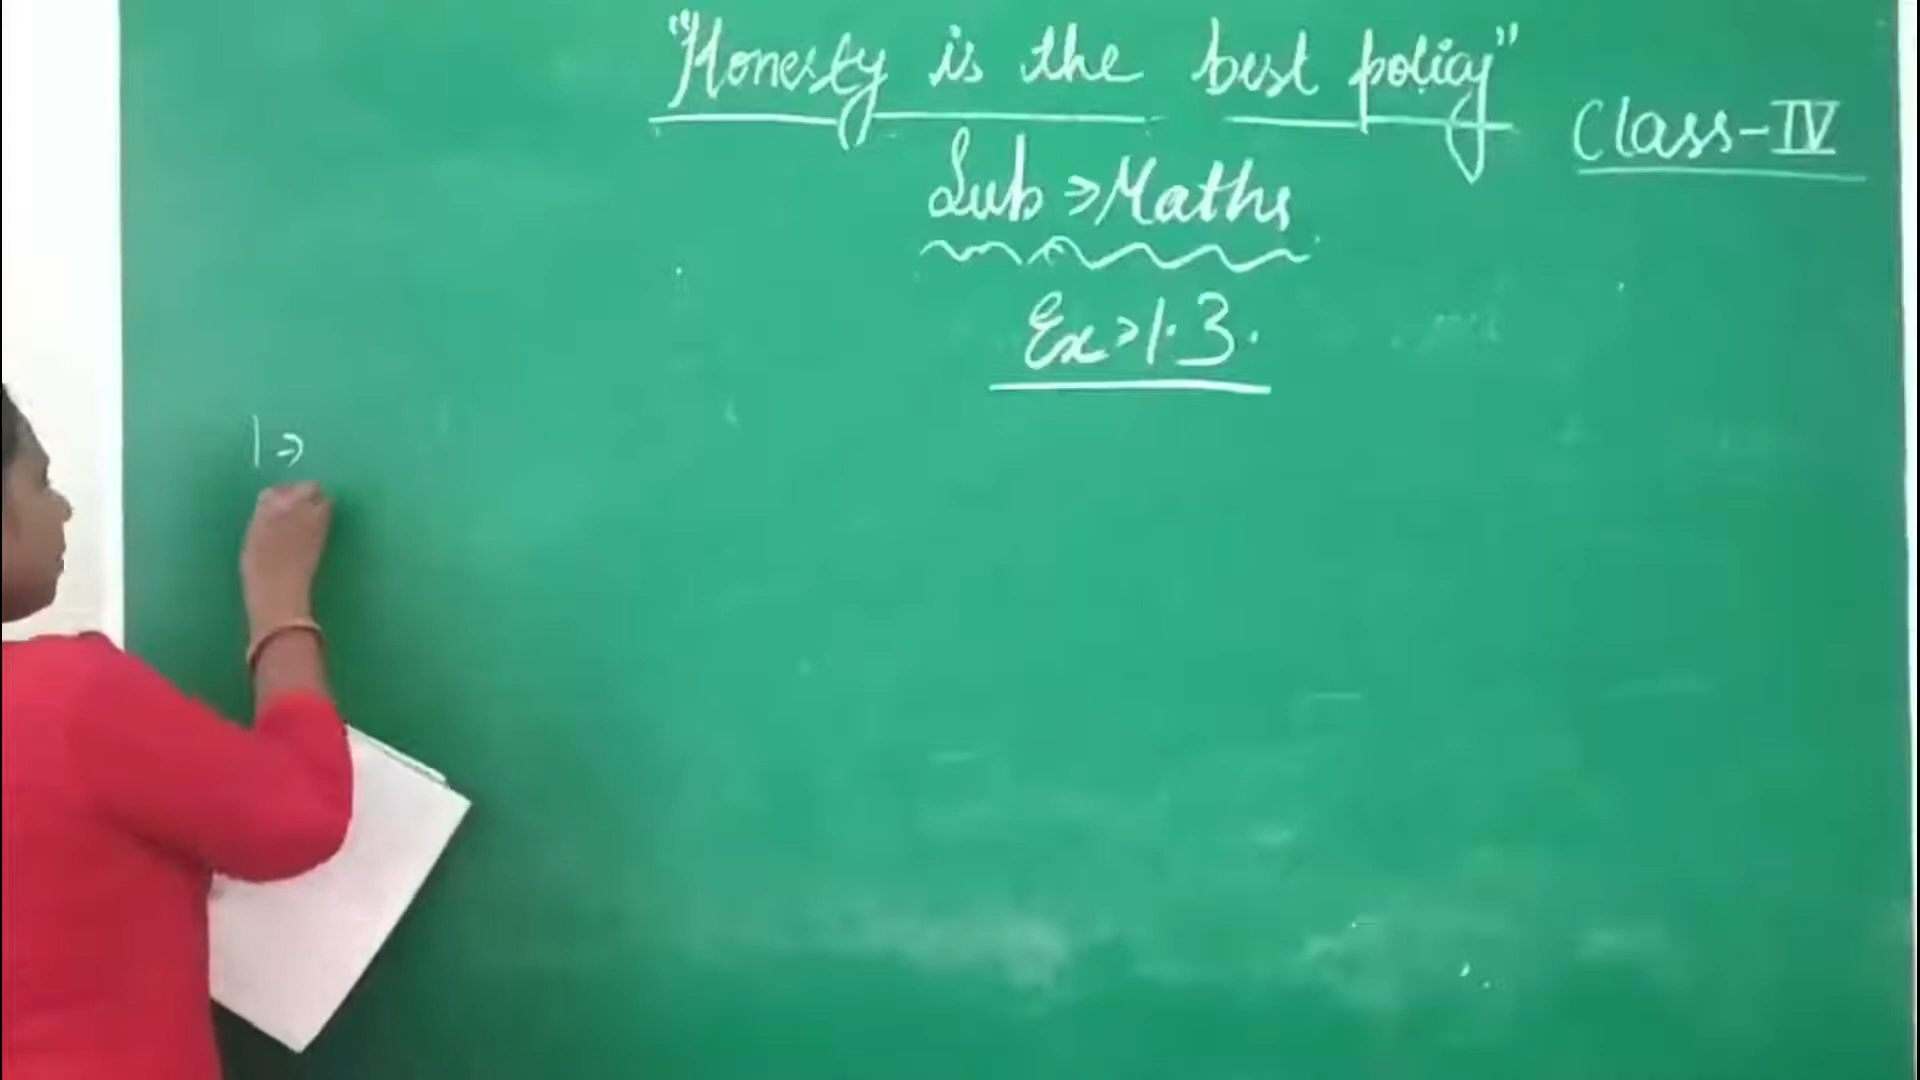 "Honesty is the best policy"
Class-IV
Sub ⇒ Maths
Ex ⇒ 1.3.
1 ⇒